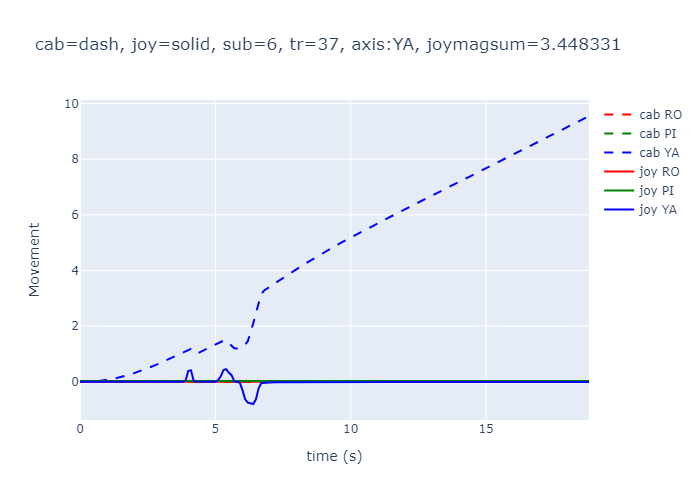 cab=dash, joy=solid, sub=6, tr=37, axis:YA, joymagsum=3.448331
10
8
6
4
2
0
Movement
0
5
10
15
time (s)
cab RO
cab PI
cab YA
joy RO
joy PI
joy YA